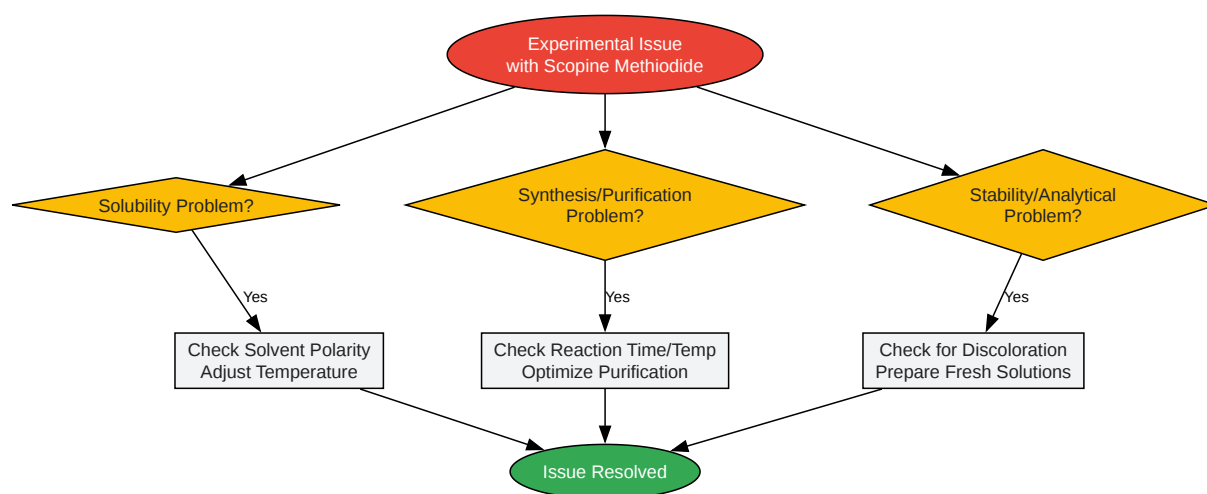 Experimental Issue
with Scopine Methiodide
Solubility Problem?
Synthesis/Purification
Problem?
Stability/Analytical
Problem?
Yes
Yes
Yes
Check Solvent Polarity
Adjust Temperature
Check Reaction Time/Temp
Optimize Purification
Check for Discoloration
Prepare Fresh Solutions
Issue Resolved